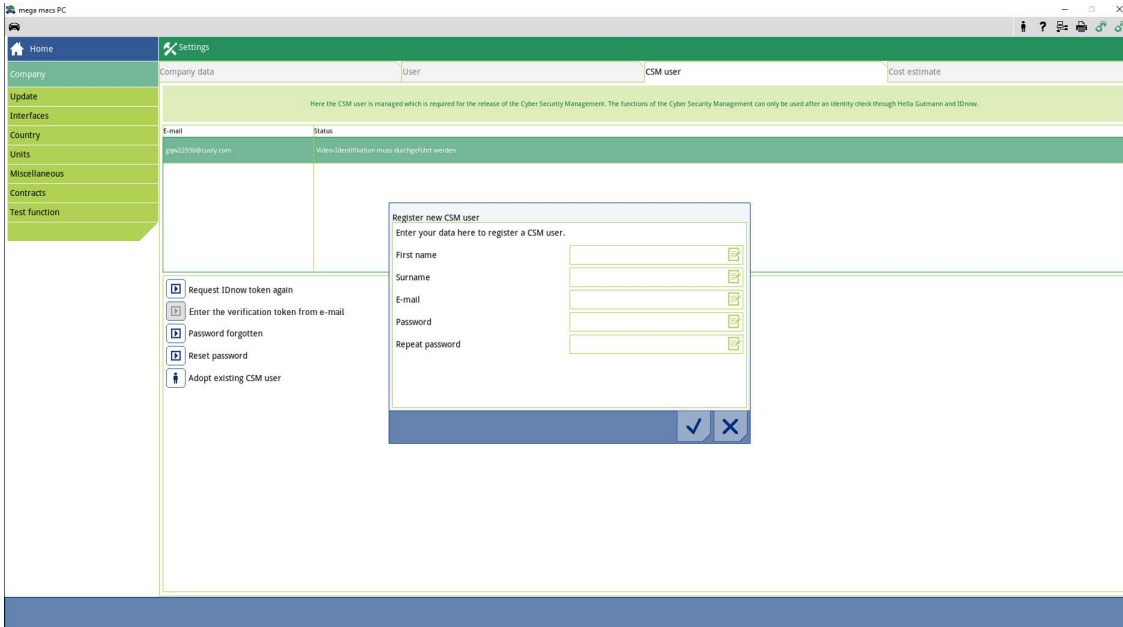 mega macs PC
Home
Settings
Company
Company data
User
CSM user
Cost estimate
Update
Interfaces
Country
Units
Miscellaneous
Contracts
Test function
Here the CSM user is managed which is required for the release of the Cyber Security Management. The functions of the Cyber Security Management can only be used after an identity check through Hella Gutmann and IDnow.
E-mail
Status
Video-Identifikation muss durchgeführt werden
Register new CSM user
Enter your data here to register a CSM user.
First name
Surname
E-mail
Password
Repeat password
Request IDnow token again
Enter the verification token from e-mail
Password forgotten
Reset password
Adopt existing CSM user